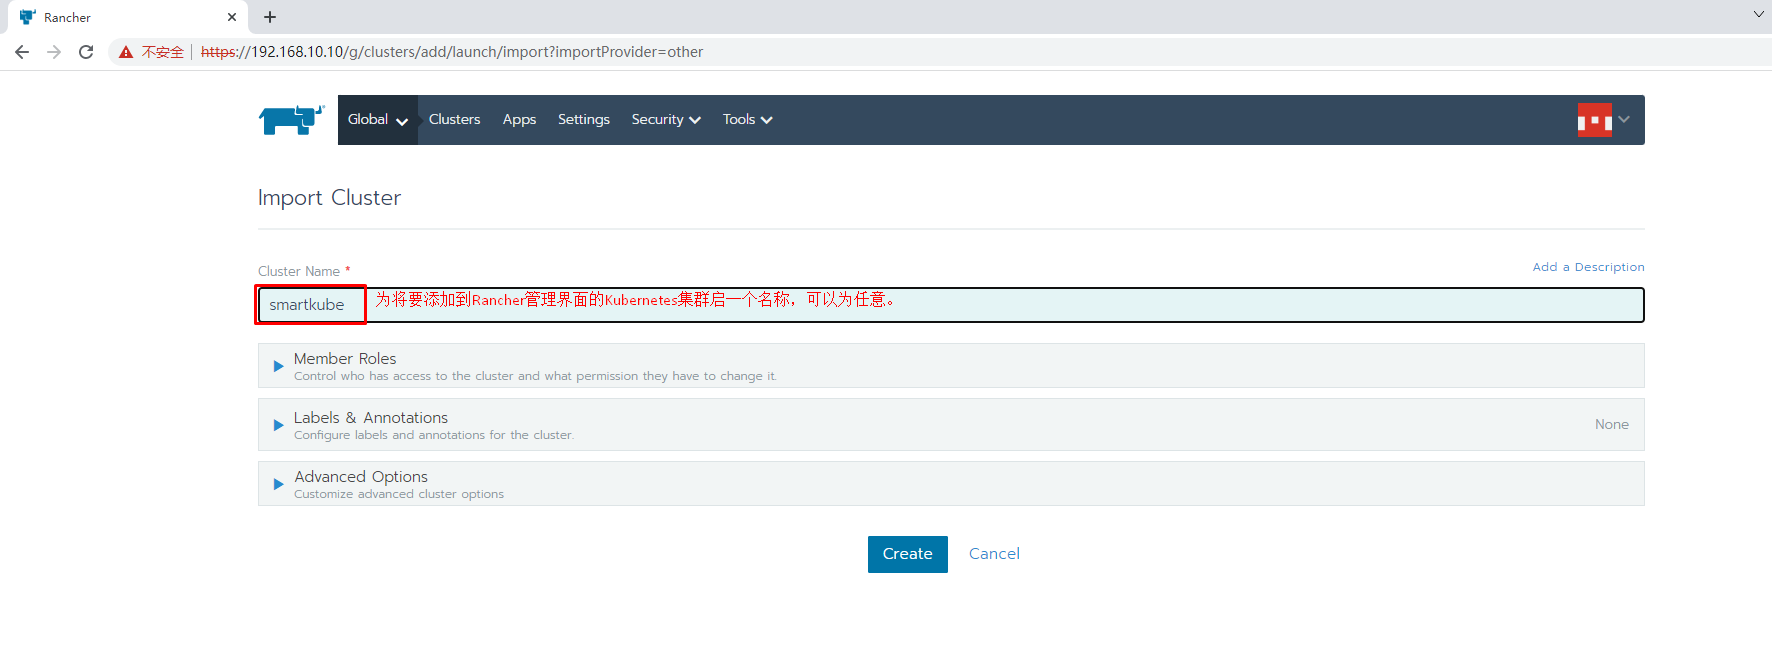 Rancher
不安全 https://192.168.10.10/g/clusters/add/launch/import?importProvider=other
Global Clusters Apps Settings Security Tools
Import Cluster
Cluster Name *
Add a Description
smartkube
为将要添加到Rancher管理界面的Kubernetes集群启一个名称，可以为任意。
Member Roles
Control who has access to the cluster and what permission they have to change it.
Labels & Annotations
None
Configure labels and annotations for the cluster.
Advanced Options
Customize advanced cluster options
Create Cancel